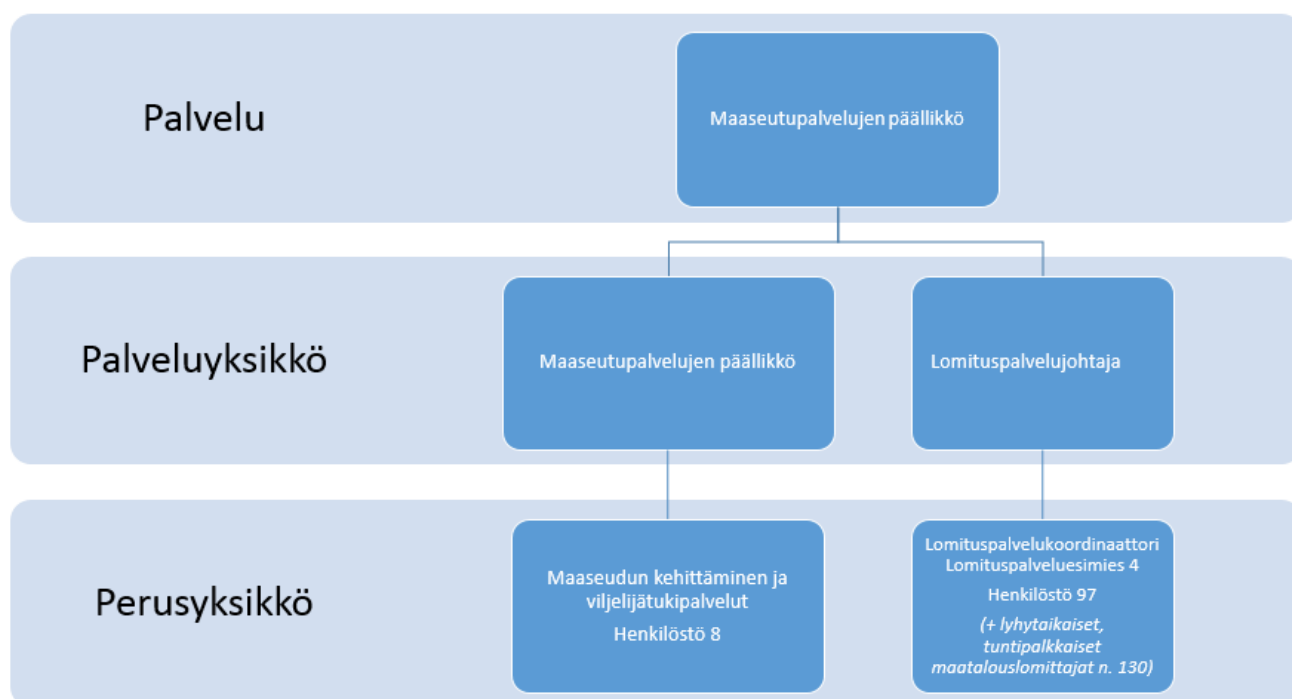 Palvelu
Maaseutupalvelujen päällikkö
Palveluyksikkö
Maaseutupalvelujen päällikkö
Lomituspalvelujohtaja
Perusyksikkö
Maaseudun kehittäminen ja
viljelijätukipalvelut
Henkilöstö 8
Lomituspalvelukoordinaattori
Lomituspalveluesimies 4
Henkilöstö 97
(+ lyhytaikaiset,
tuntipalkkaiset
maatalouslomittajat n. 130)